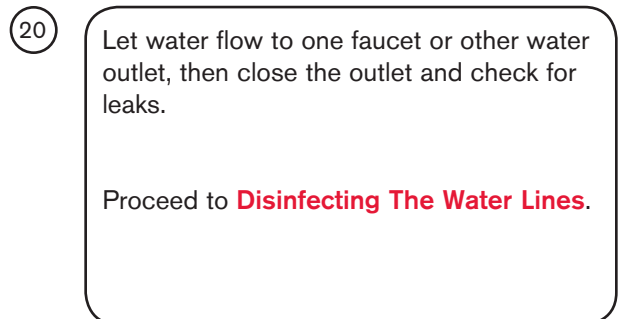 20
Let water flow to one faucet or other water
outlet, then close the outlet and check for
leaks.
Proceed to Disinfecting The Water Lines.